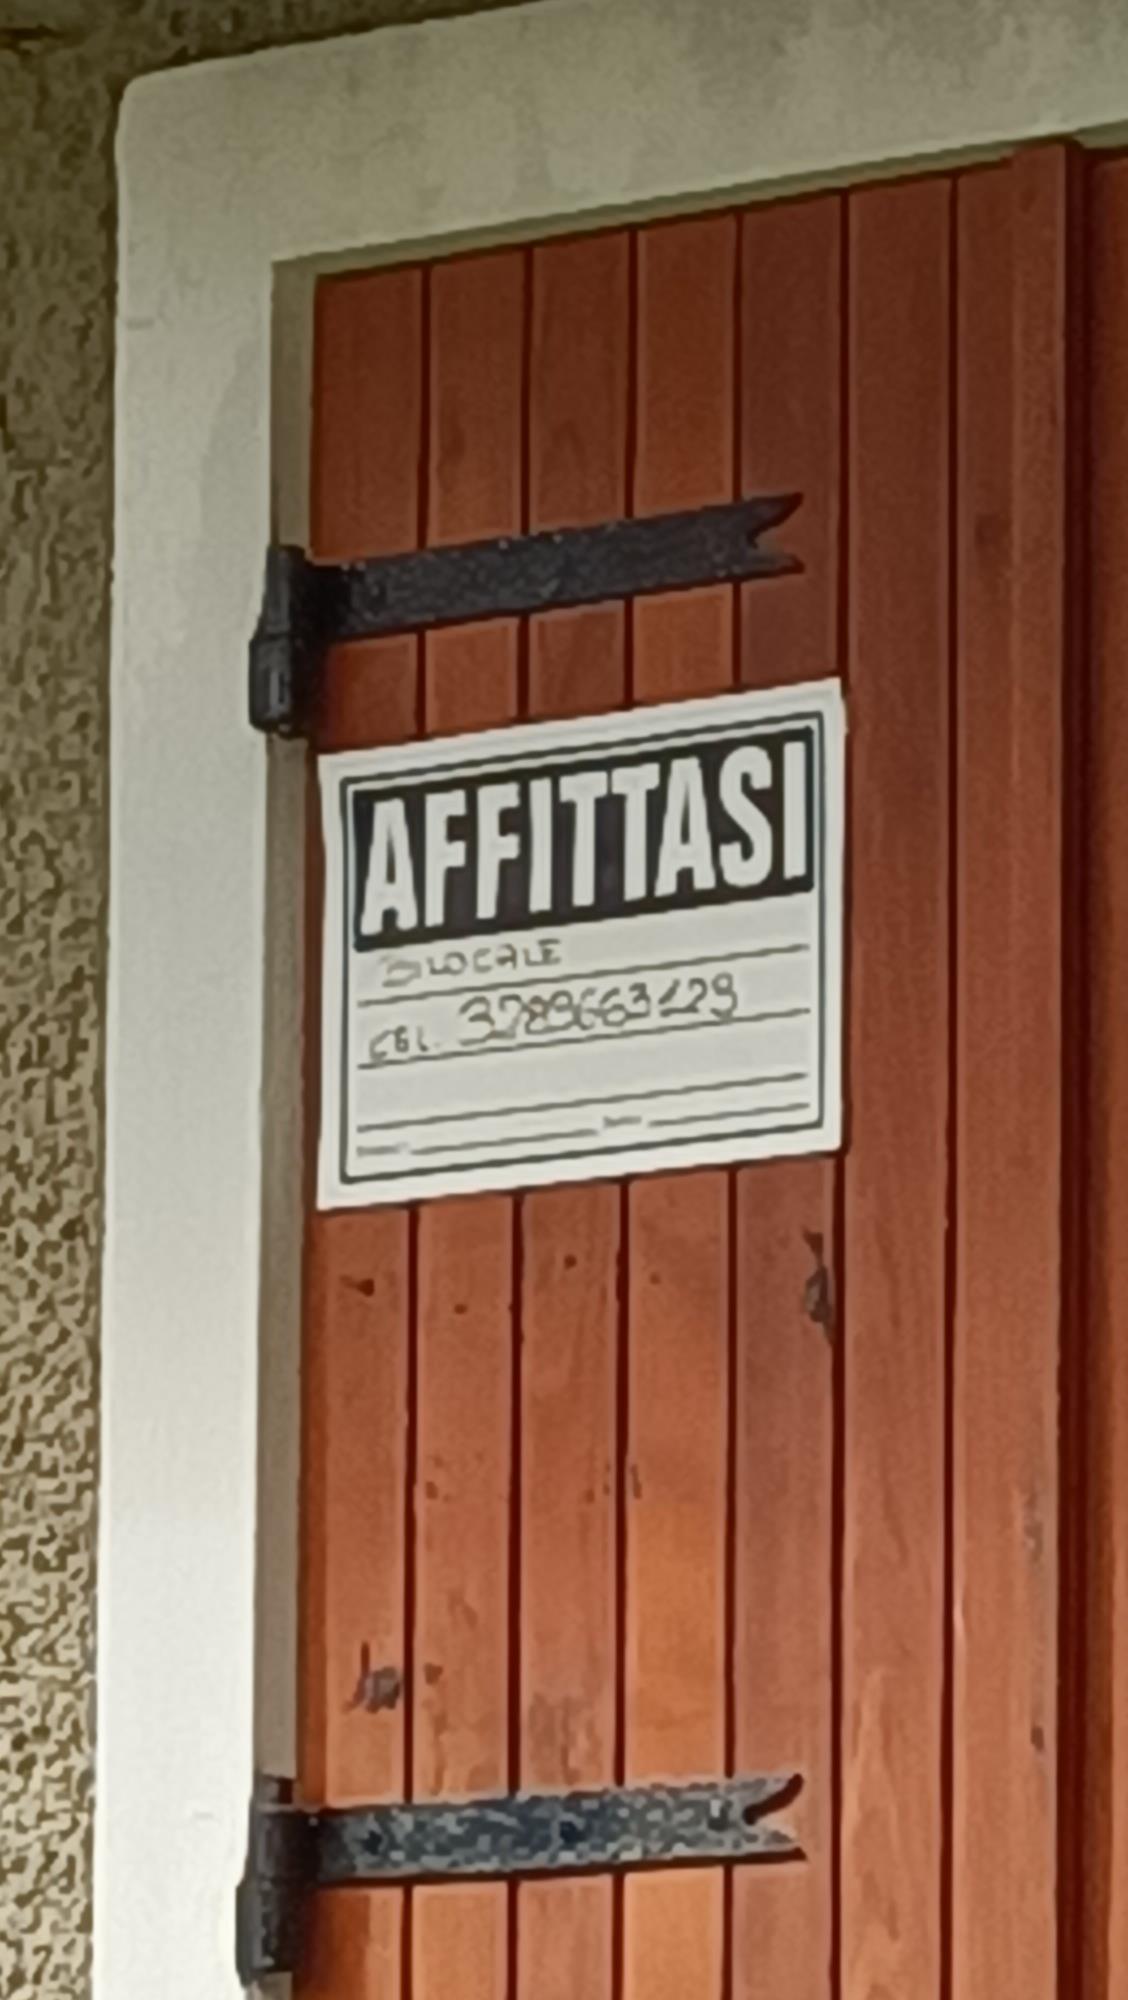 AFFITTASI
BILOCALE
CEL. 3289663129